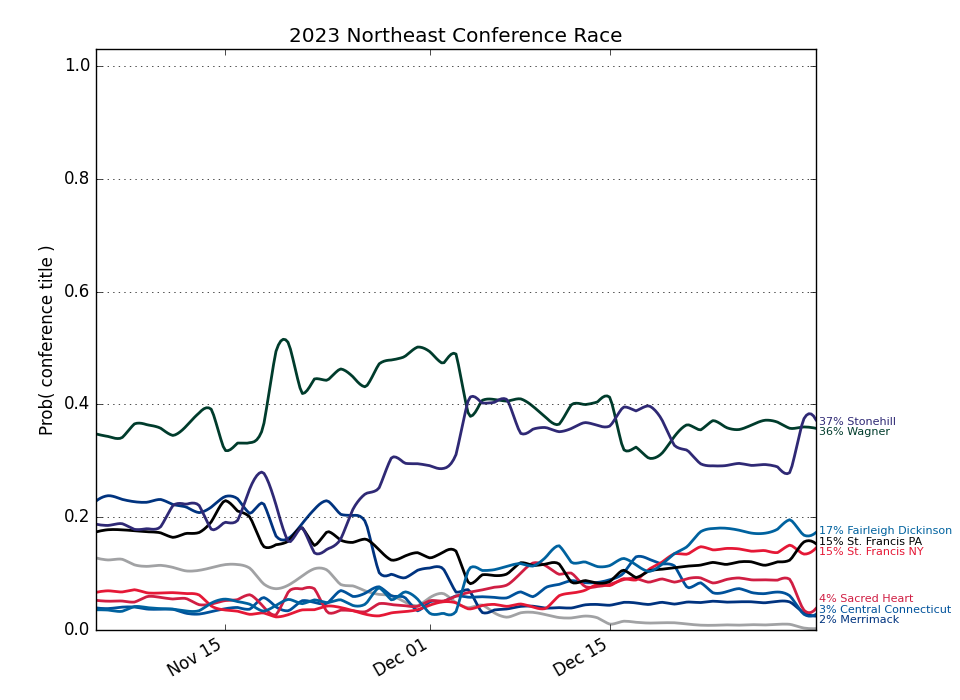 2023 Northeast Conference Race
Prob( conference title )
1.0
0.8
0.6
0.4
0.2
0.0
Nov 15
Dec 01
Dec 15
37% Stonehill
36% Wagner
17% Fairleigh Dickinson
15% St. Francis PA
15% St. Francis NY
4% Sacred Heart
3% Central Connecticut
2% Merrimack